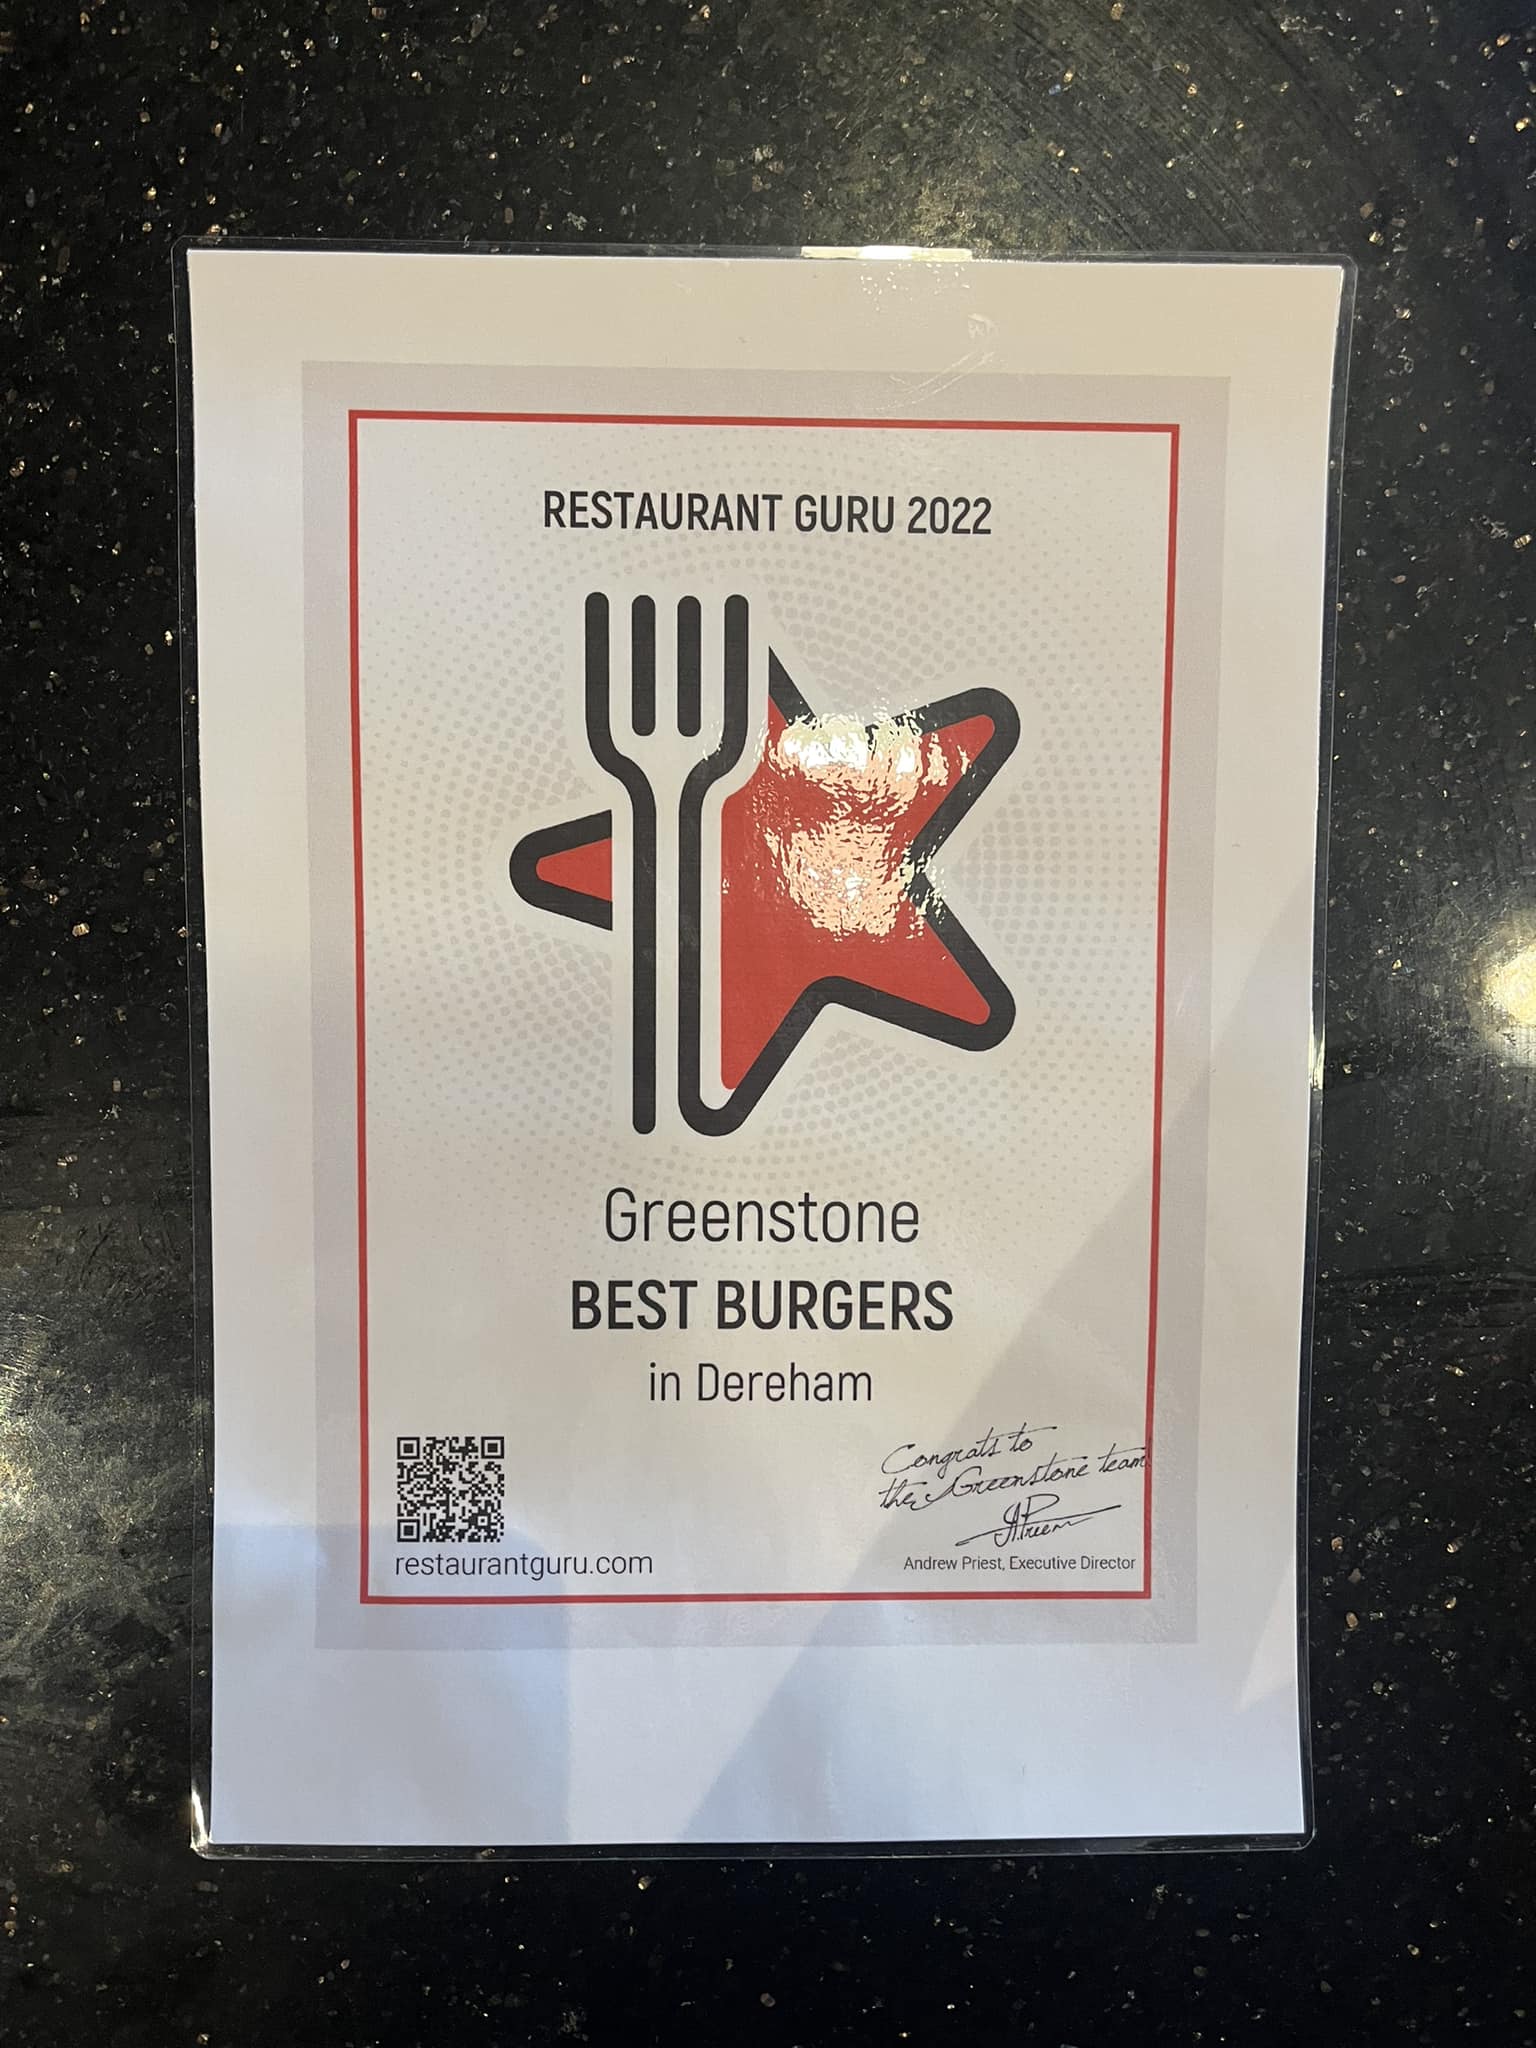 RESTAURANT GURU 2022
Greenstone
BEST BURGERS
in Dereham
Congrats to
the Greenstone team!
restaurantguru.com
Andrew Priest, Executive Director